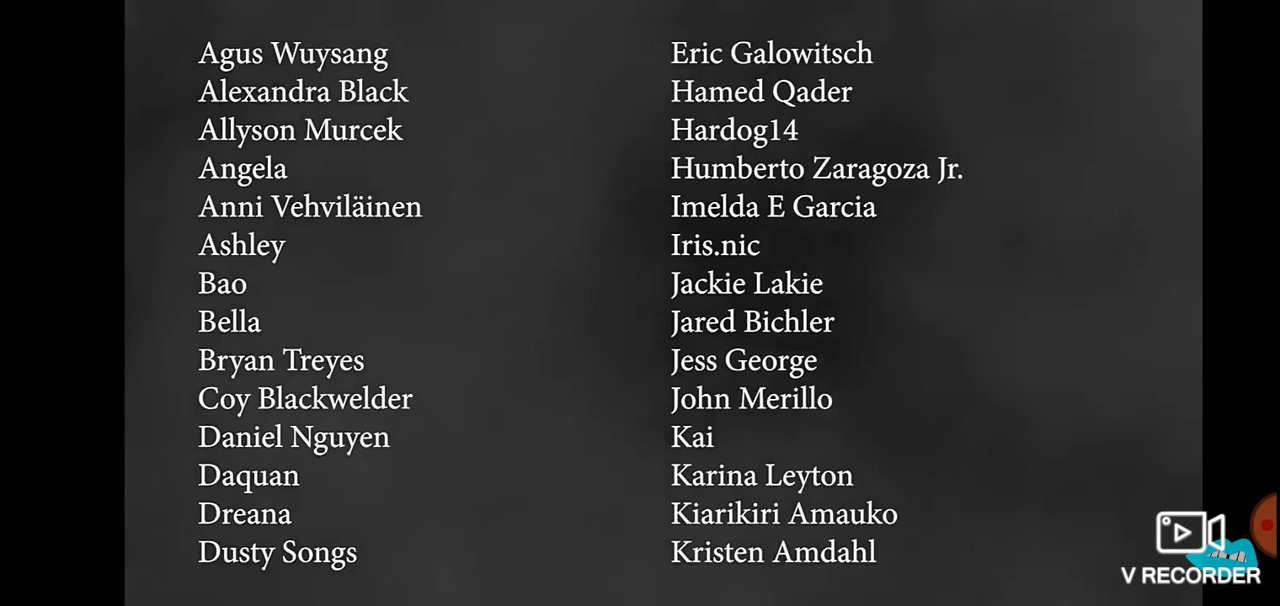 Agus Wuysang
Alexandra Black
Allyson Murcek
Angela
Anni Vehviläinen
Ashley
Bao
Bella
Bryan Treyes
Coy Blackwelder
Daniel Nguyen
Daquan
Dreana
Dusty Songs
Eric Galowitsch
Hamed Qader
Hardog14
Humberto Zaragoza Jr.
Imelda E Garcia
Iris.nic
Jackie Lakie
Jared Bichler
Jess George
John Merillo
Kai
Karina Leyton
Kiarikiri Amauko
Kristen Amdahl
V RECORDER